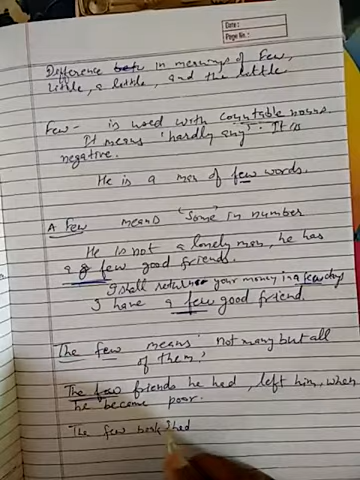 Date:
Page No.:
Difference in meanings of Few,
little, a little, and the little
Few- is used with countable nouns.
It means 'hardly any'. It is
negative.
He is a man of few words.
A Few means 'Some' in number
He is not a lonely man, he has
a few good friends.
I shall return your money in a few days
I have a few good friend.
The few means 'not many but all
of them'
The few friends he had, left him, when
he became poor.
The few had